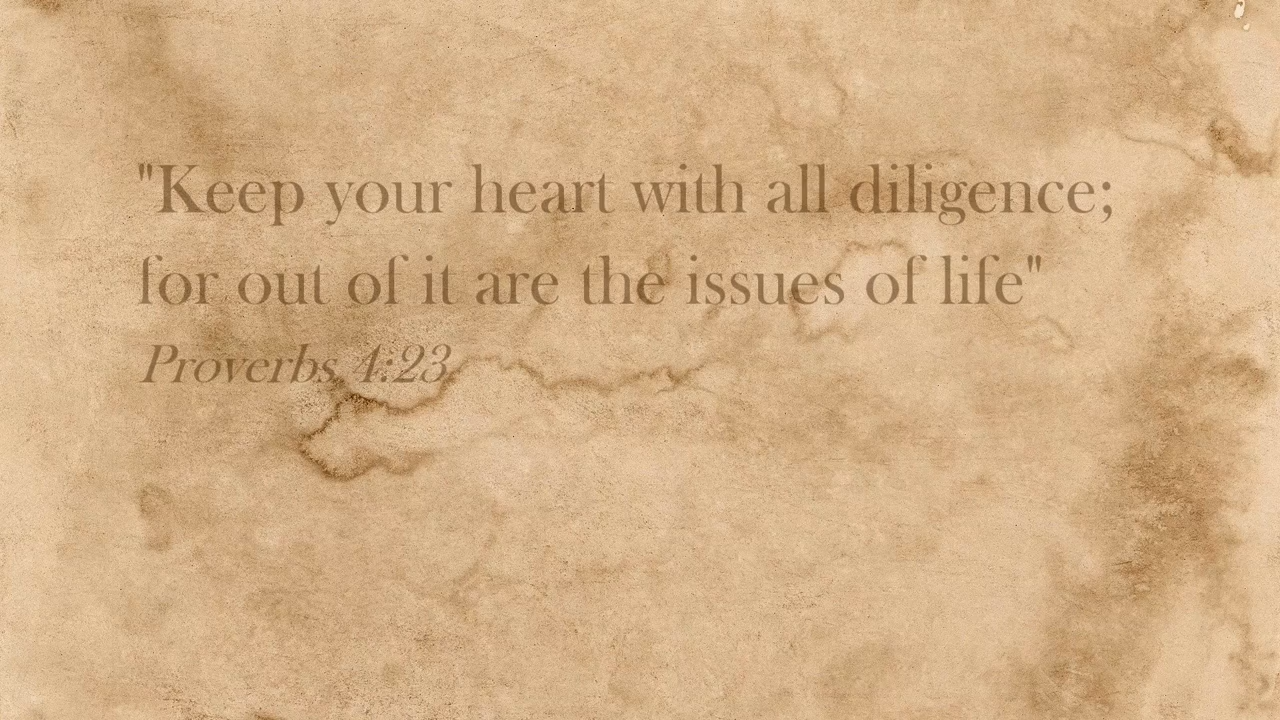 "Keep your heart with all diligence;
for out of it are the issues of life"
Proverbs 4:23